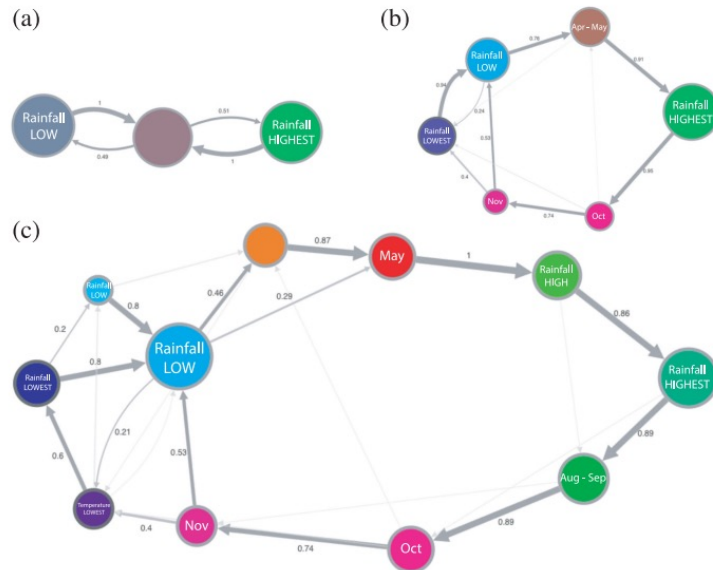 (a)
Rainfall
LOW
1
0.48
0.51
1
Rainfall
HIGHEST
(b)
Apr-May
0.76
0.91
Rainfall
LOW
0.94
0.24
Rainfall
LOWEST
0.53
0.4
Nov
0.74
Oct
0.89
Rainfall
HIGHEST
(c)
0.87
May
1
Rainfall
HIGH
0.86
Rainfall
HIGHEST
0.89
Aug - Sep
0.89
Oct
0.74
Nov
0.4
0.53
Temperature
LOWEST
0.6
Rainfall
LOWEST
0.2
0.8
Rainfall
LOW
0.8
0.21
Rainfall
LOW
0.46
0.29